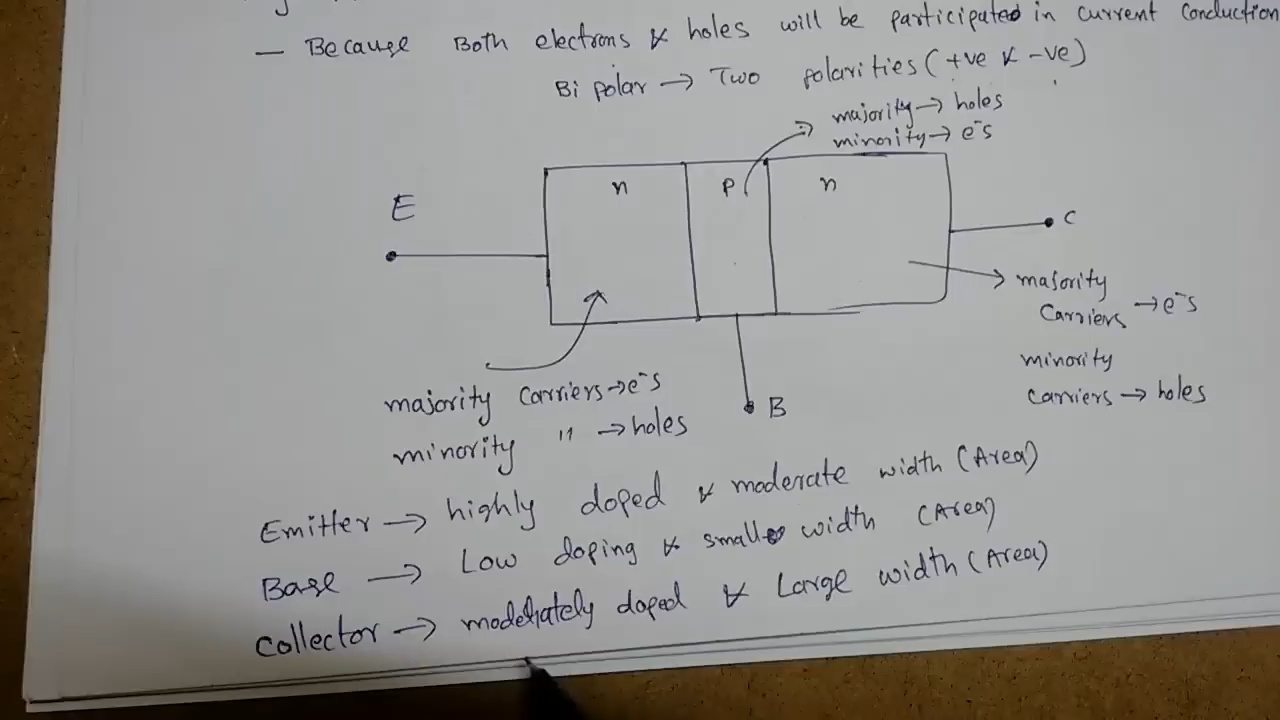 — Because Both electrons & holes will be participated in current conduction
Bi polar → Two polarities (+ve & -ve)
majority → holes
minority → e⁻s
n
P
n
E
C
majority
Carriers → e⁻s
minority
carriers → holes
majority Carriers → e⁻s
minority " → holes
B
Emitter → highly doped & moderate width (Area)
Base → Low doping & small width (Area)
Collector → moderately doped & Large width (Area)